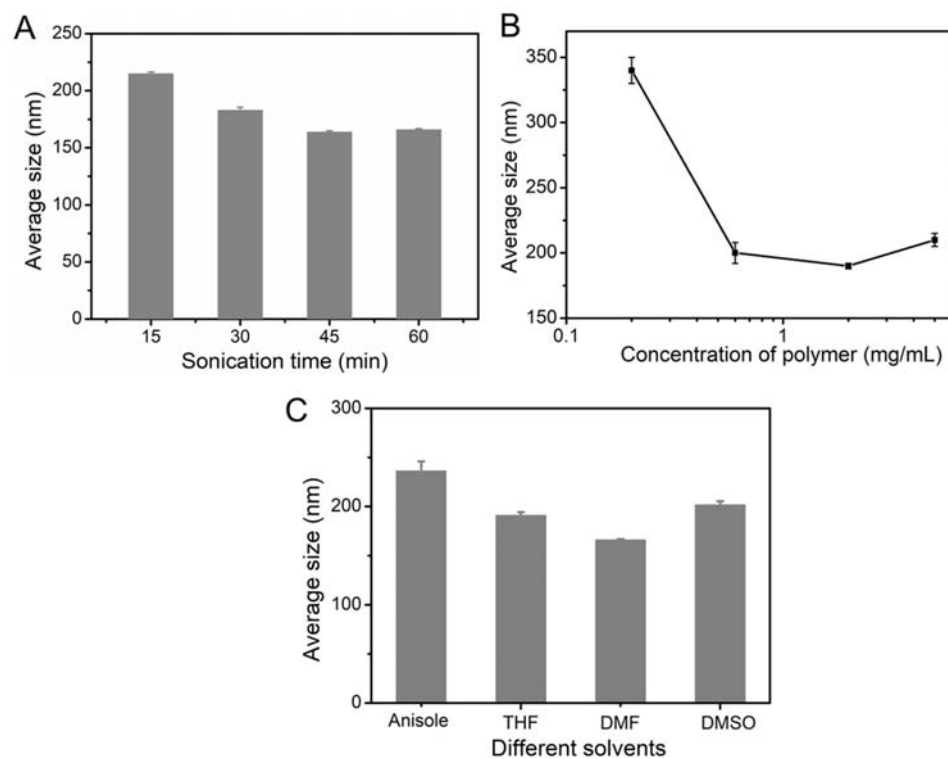 A
250
200
150
100
50
0
Average size (nm)
15 30 45 60
Sonication time (min)
B
350
300
250
200
150
Average size (nm)
0.1 1
Concentration of polymer (mg/mL)
C
300
200
100
0
Average size (nm)
Anisole THF DMF DMSO
Different solvents